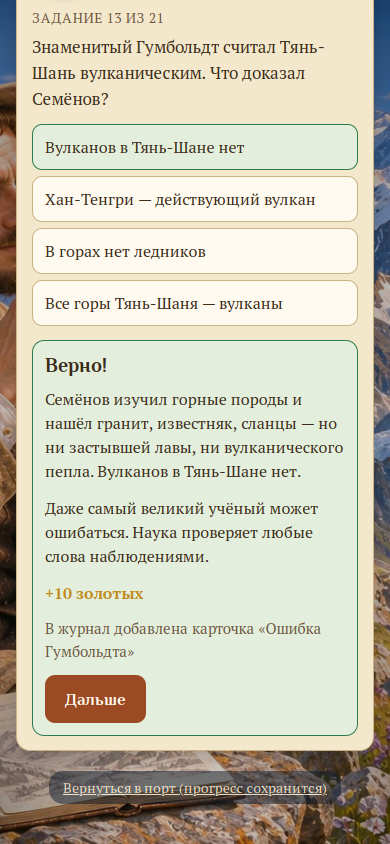 ЗАДАНИЕ 13 ИЗ 21
Знаменитый Гумбольдт считал Тянь-
Шань вулканическим. Что доказал
Семёнов?
Вулканов в Тянь-Шане нет
Хан-Тенгри — действующий вулкан
В горах нет ледников
Все горы Тянь-Шаня — вулканы
Верно!
Семёнов изучил горные породы и
нашёл гранит, известняк, сланцы — но
ни застывшей лавы, ни вулканического
пепла. Вулканов в Тянь-Шане нет.
Даже самый великий учёный может
ошибаться. Наука проверяет любые
слова наблюдениями.
+10 золотых
В журнал добавлена карточка «Ошибка
Гумбольдта»
Дальше
Вернуться в порт (прогресс сохранится)